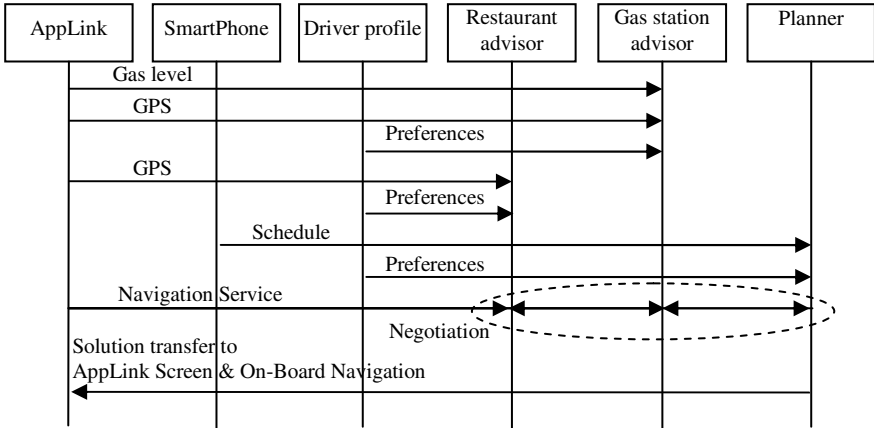 AppLink
SmartPhone
Driver profile
Restaurant
advisor
Gas station
advisor
Planner
Gas level
GPS
Preferences
GPS
Preferences
Schedule
Preferences
Navigation Service
Negotiation
Solution transfer to
AppLink Screen & On-Board Navigation